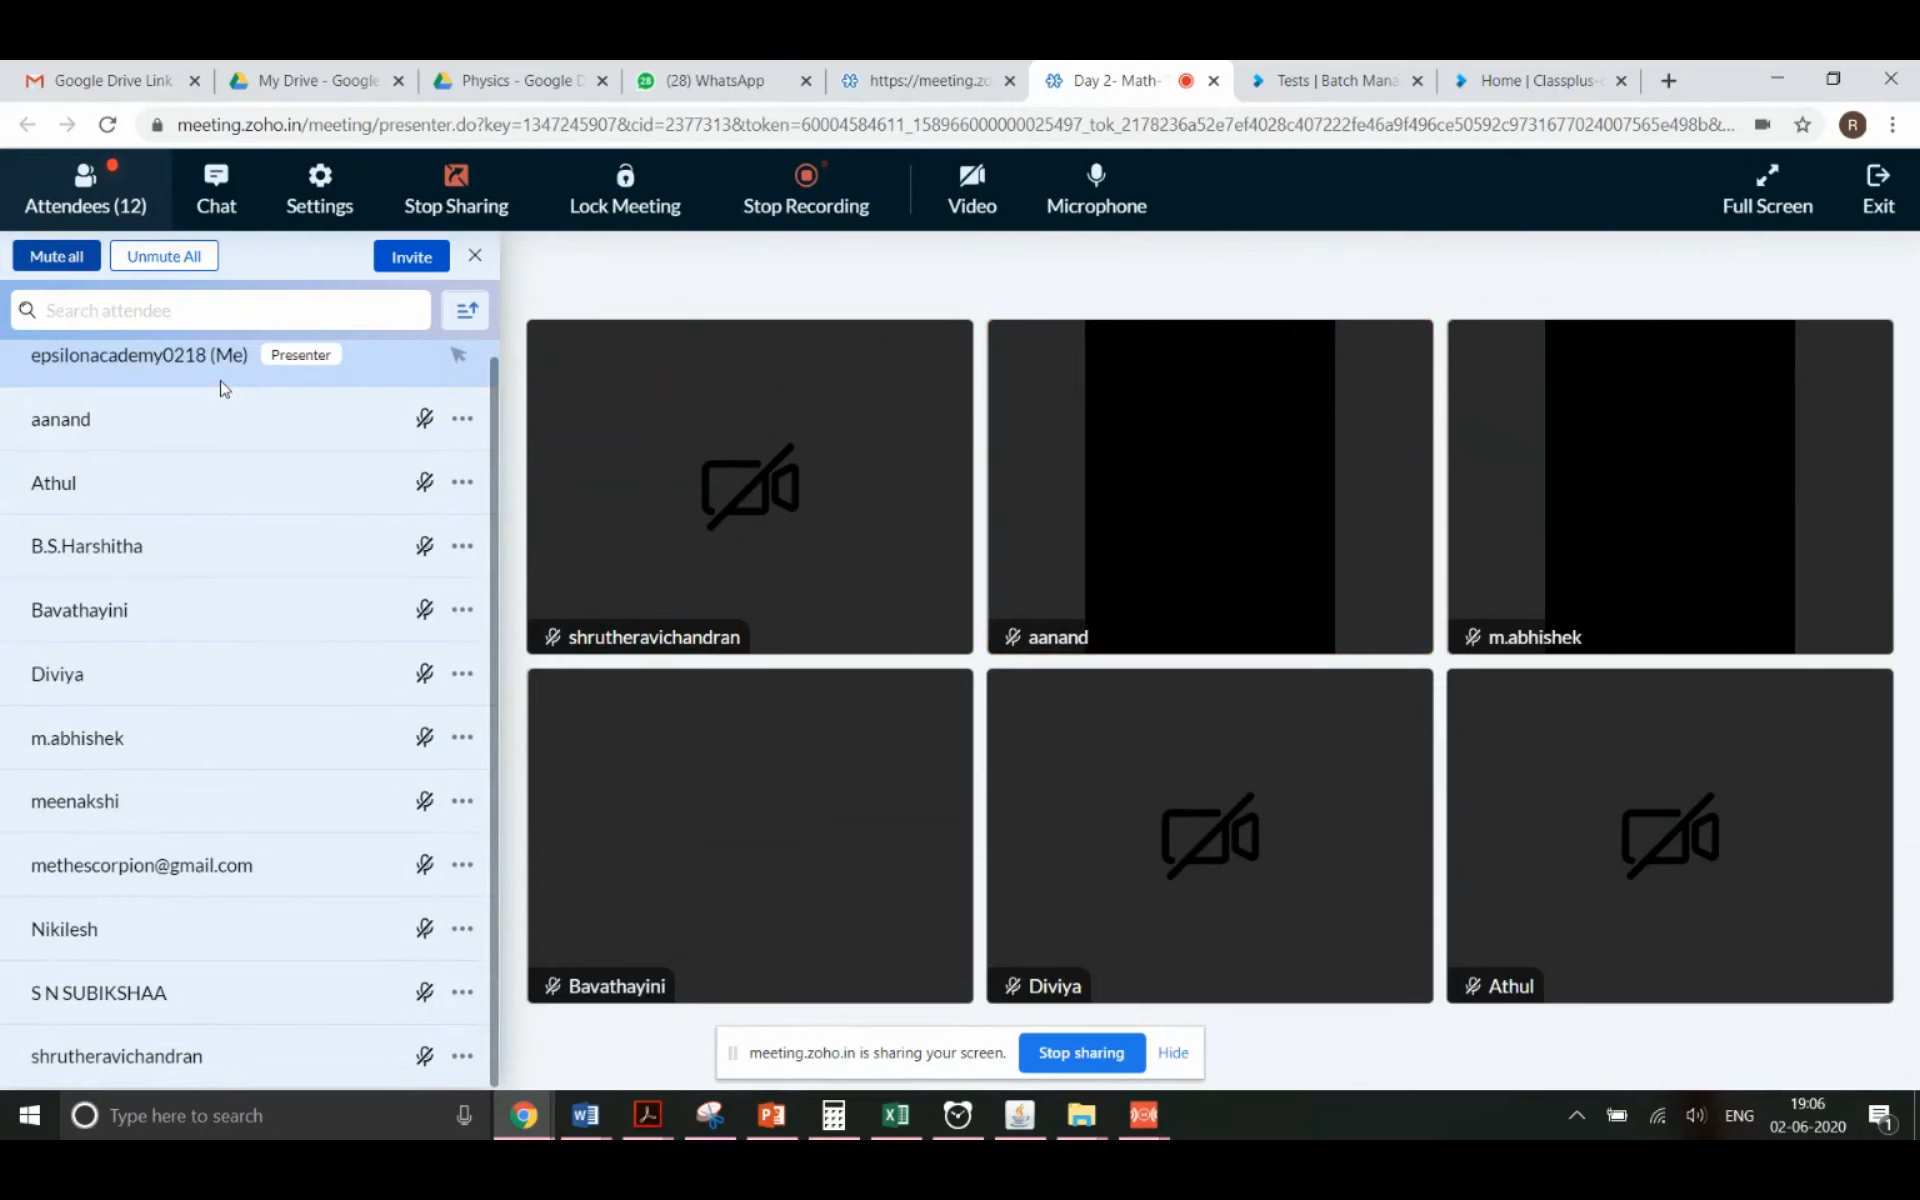 Google Drive Link
My Drive - Google
Physics - Google D
28
(28) WhatsApp
https://meeting.zo
Day 2- Math-
Tests | Batch Mana
Home | Classplus-
meeting.zoho.in/meeting/presenter.do?key=1347245907&cid=2377313&token=60004584611_158966000000025497_tok_2178236a52e7ef4028c407222fe46a9f496ce50592c9731677024007565e498b&...
R
Attendees (12)
Chat
Settings
Stop Sharing
Lock Meeting
Stop Recording
Video
Microphone
Full Screen
Exit
Mute all
Unmute All
Invite
Search attendee
epsilonacademy0218 (Me)
Presenter
aanand
Athul
B.S.Harshitha
Bavathayini
Diviya
m.abhishek
meenakshi
methescorpion@gmail.com
Nikilesh
S N SUBIKSHAA
shrutheravichandran
shrutheravichandran
aanand
m.abhishek
Bavathayini
Diviya
Athul
meeting.zoho.in is sharing your screen.
Stop sharing
Hide
Type here to search
ENG
19:06
02-06-2020
1